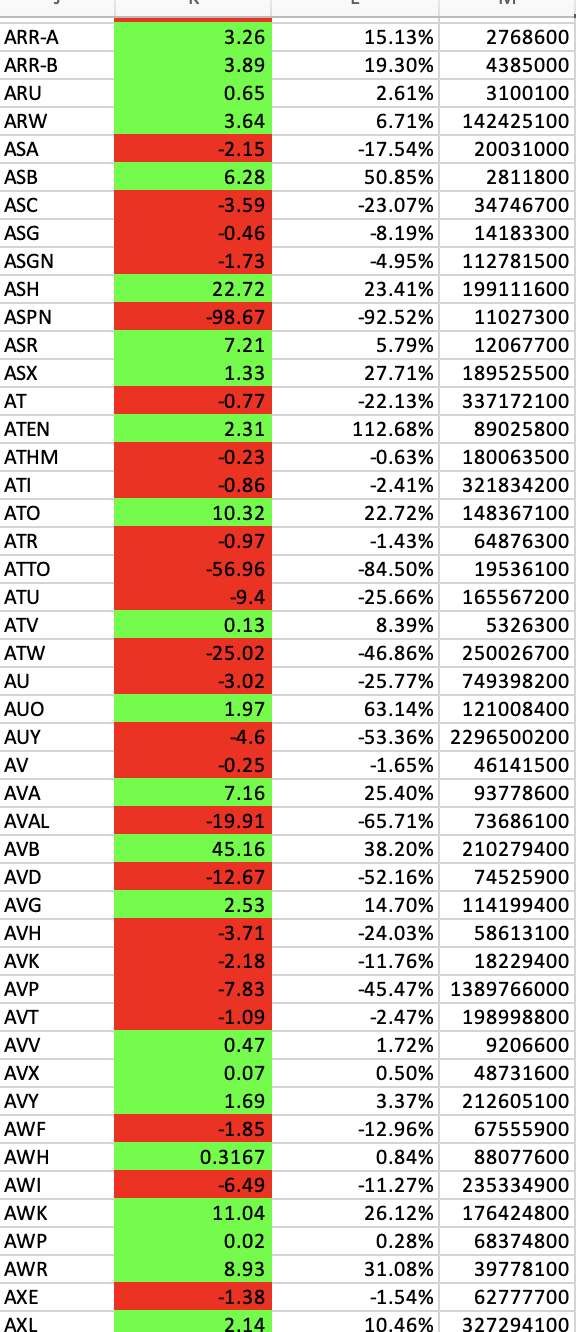 ARR-A 3.26 15.13% 2768600
ARR-B 3.89 19.30% 4385000
ARU 0.65 2.61% 3100100
ARW 3.64 6.71% 142425100
ASA -2.15 -17.54% 20031000
ASB 6.28 50.85% 2811800
ASC -3.59 -23.07% 34746700
ASG -0.46 -8.19% 14183300
ASGN -1.73 -4.95% 112781500
ASH 22.72 23.41% 199111600
ASPN -98.67 -92.52% 11027300
ASR 7.21 5.79% 12067700
ASX 1.33 27.71% 189525500
AT -0.77 -22.13% 337172100
ATEN 2.31 112.68% 89025800
ATHM -0.23 -0.63% 180063500
ATI -0.86 -2.41% 321834200
ATO 10.32 22.72% 148367100
ATR -0.97 -1.43% 64876300
ATTO -56.96 -84.50% 19536100
ATU -9.4 -25.66% 165567200
ATV 0.13 8.39% 5326300
ATW -25.02 -46.86% 250026700
AU -3.02 -25.77% 749398200
AUO 1.97 63.14% 121008400
AUY -4.6 -53.36% 2296500200
AV -0.25 -1.65% 46141500
AVA 7.16 25.40% 93778600
AVAL -19.91 -65.71% 73686100
AVB 45.16 38.20% 210279400
AVD -12.67 -52.16% 74525900
AVG 2.53 14.70% 114199400
AVH -3.71 -24.03% 58613100
AVK -2.18 -11.76% 18229400
AVP -7.83 -45.47% 1389766000
AVT -1.09 -2.47% 198998800
AVV 0.47 1.72% 9206600
AVX 0.07 0.50% 48731600
AVY 1.69 3.37% 212605100
AWF -1.85 -12.96% 67555900
AWH 0.3167 0.84% 88077600
AWI -6.49 -11.27% 235334900
AWK 11.04 26.12% 176424800
AWP 0.02 0.28% 68374800
AWR 8.93 31.08% 39778100
AXE -1.38 -1.54% 62777700
AXL 2.14 10.46% 327294100